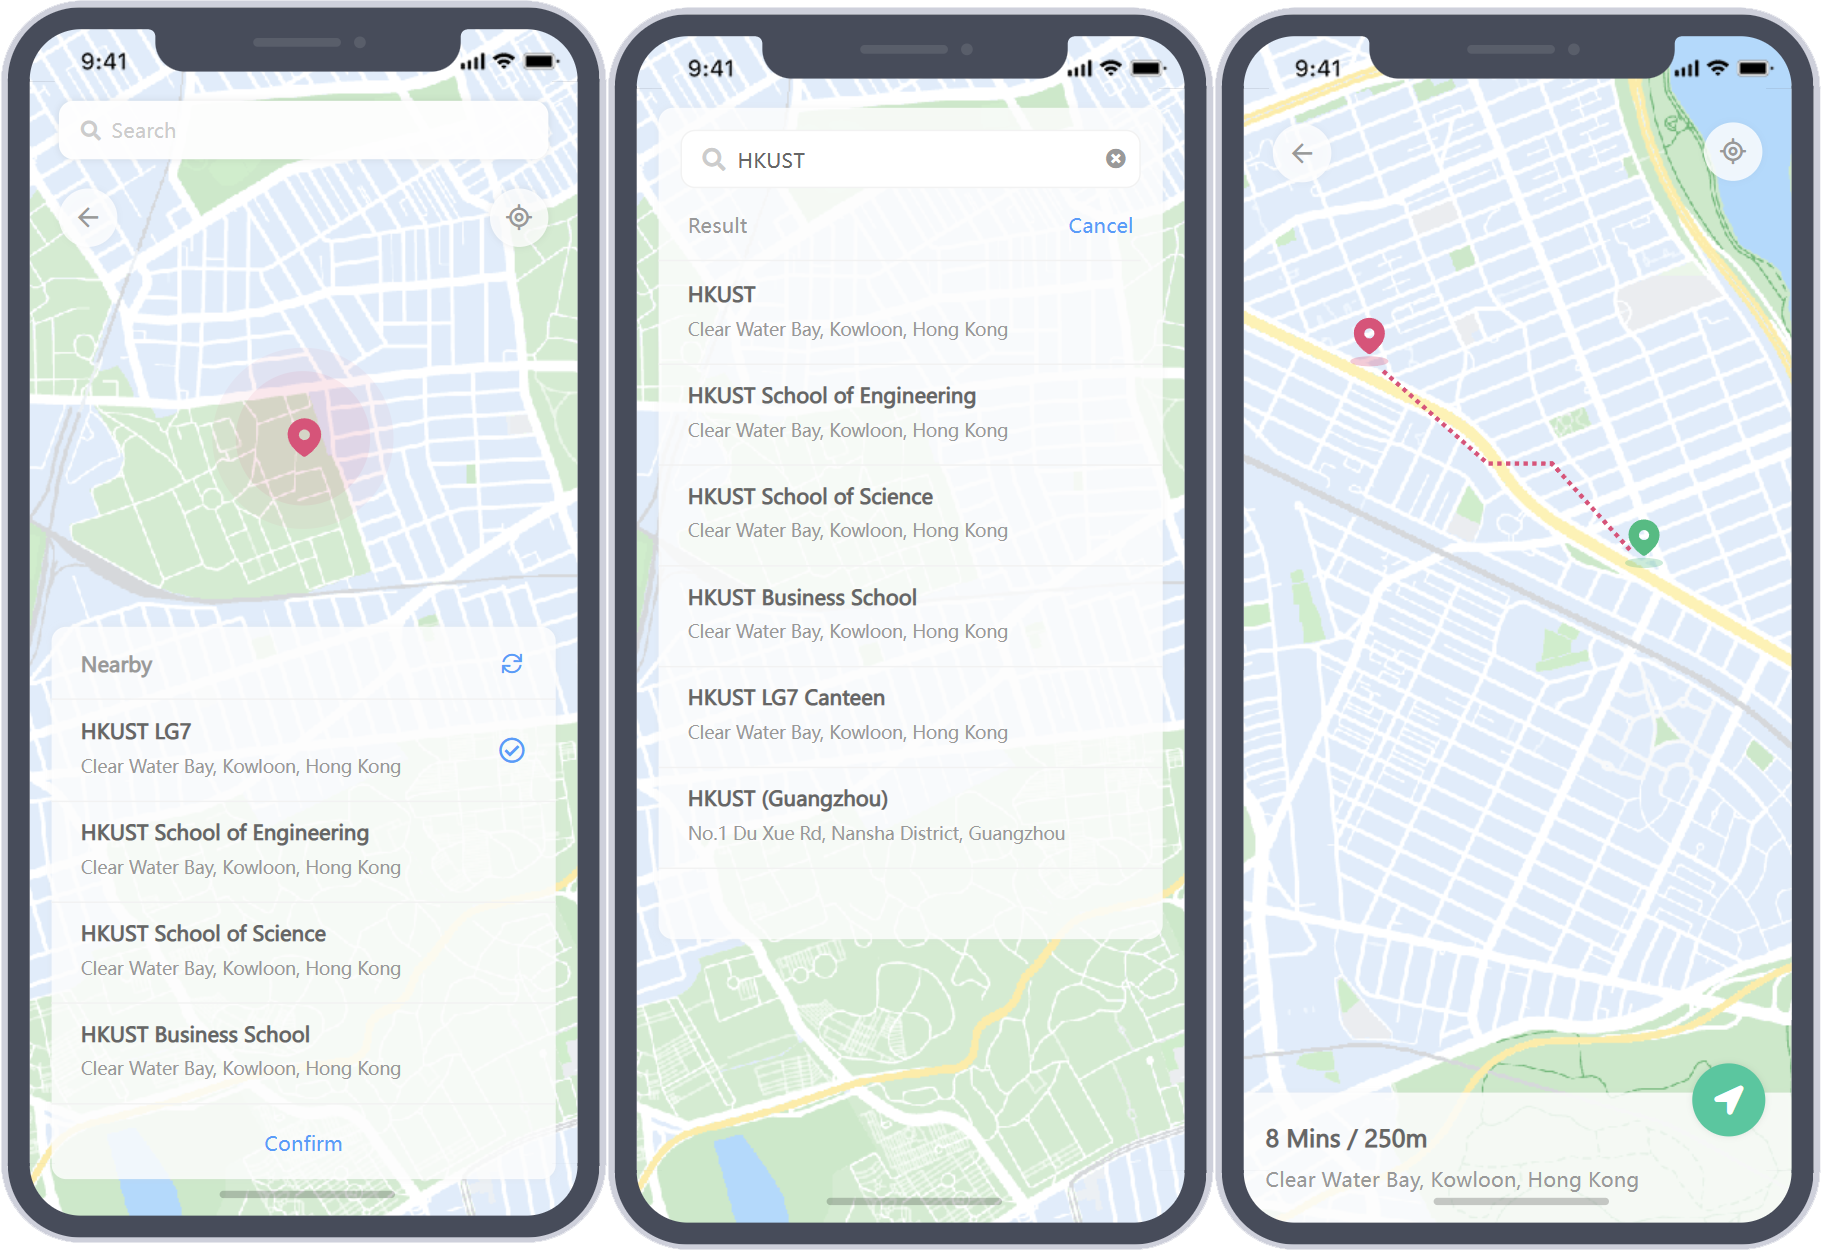 9:41
Search
Nearby
HKUST LG7
Clear Water Bay, Kowloon, Hong Kong
HKUST School of Engineering
Clear Water Bay, Kowloon, Hong Kong
HKUST School of Science
Clear Water Bay, Kowloon, Hong Kong
HKUST Business School
Clear Water Bay, Kowloon, Hong Kong
Confirm
9:41
HKUST
Result
Cancel
HKUST
Clear Water Bay, Kowloon, Hong Kong
HKUST School of Engineering
Clear Water Bay, Kowloon, Hong Kong
HKUST School of Science
Clear Water Bay, Kowloon, Hong Kong
HKUST Business School
Clear Water Bay, Kowloon, Hong Kong
HKUST LG7 Canteen
Clear Water Bay, Kowloon, Hong Kong
HKUST (Guangzhou)
No.1 Du Xue Rd, Nansha District, Guangzhou
9:41
8 Mins / 250m
Clear Water Bay, Kowloon, Hong Kong